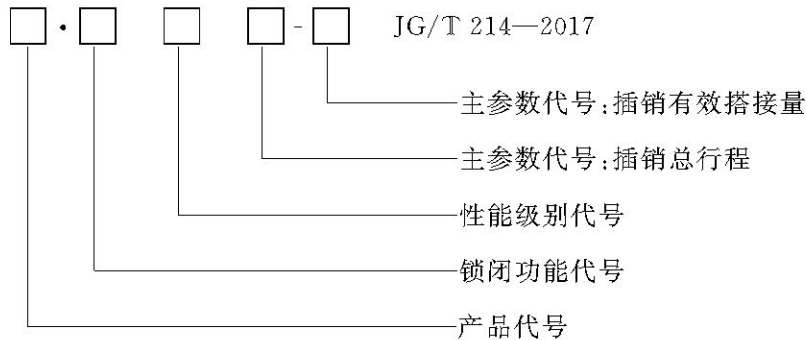 □·□ □ □-□ JG/T 214—2017
主参数代号:插销有效搭接量
主参数代号:插销总行程
性能级别代号
锁闭功能代号
产品代号